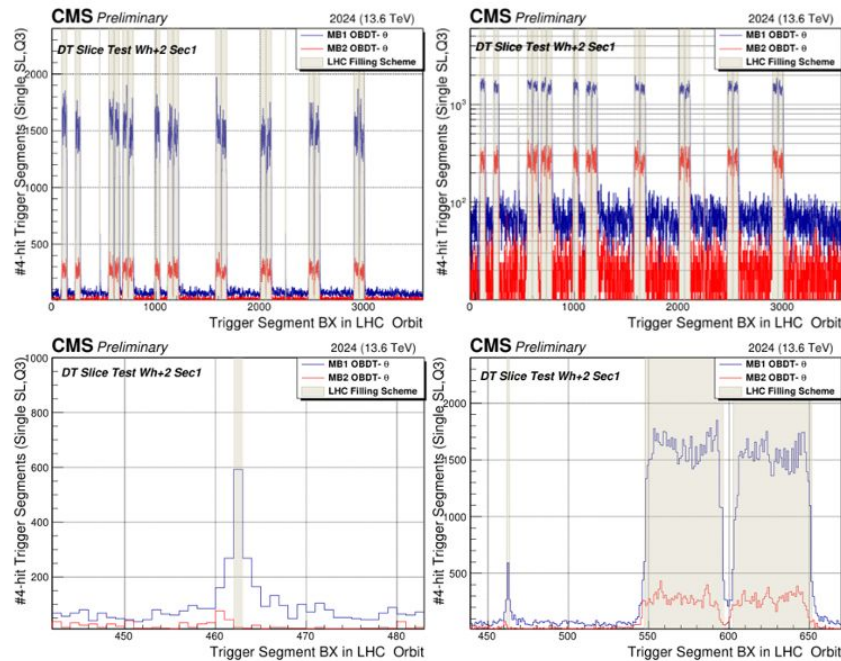 CMS Preliminary 2024 (13.6 TeV)
DT Slice Test Wh+2 Sec1
MB1 OBDT- θ
MB2 OBDT- θ
LHC Filling Scheme
#4-hit Trigger Segments (Single SL,Q3)
2000
1500
1000
500
0 1000 2000 3000
Trigger Segment BX in LHC Orbit
CMS Preliminary 2024 (13.6 TeV)
DT Slice Test Wh+2 Sec1
MB1 OBDT- θ
MB2 OBDT- θ
LHC Filling Scheme
#4-hit Trigger Segments (Single SL,Q3)
10³
10²
0 1000 2000 3000
Trigger Segment BX in LHC Orbit
CMS Preliminary 2024 (13.6 TeV)
DT Slice Test Wh+2 Sec1
MB1 OBDT- θ
MB2 OBDT- θ
LHC Filling Scheme
#4-hit Trigger Segments (Single SL,Q3)
1000
800
600
400
200
450 460 470 480
Trigger Segment BX in LHC Orbit
CMS Preliminary 2024 (13.6 TeV)
DT Slice Test Wh+2 Sec1
MB1 OBDT- θ
MB2 OBDT- θ
LHC Filling Scheme
#4-hit Trigger Segments (Single SL,Q3)
2000
1500
1000
500
450 500 550 600 650
Trigger Segment BX in LHC Orbit